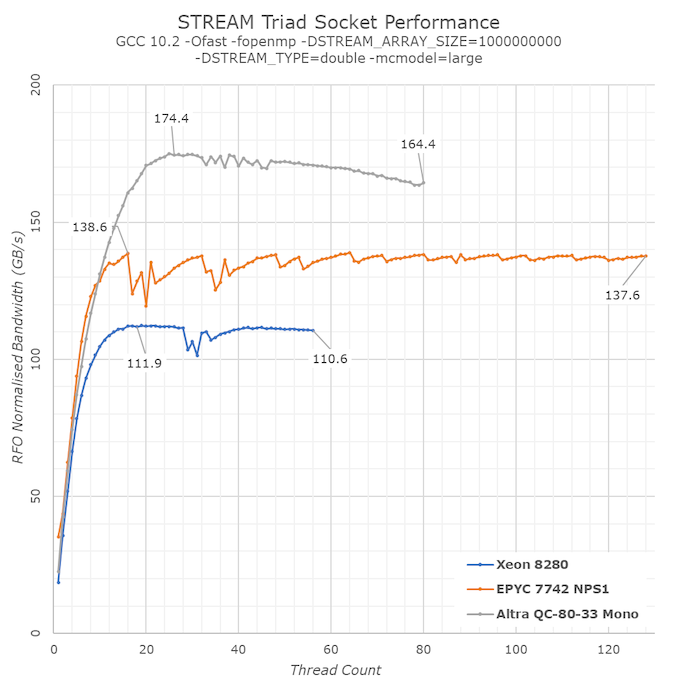 STREAM Triad Socket Performance
GCC 10.2 -Ofast -fopenmp -DSTREAM_ARRAY_SIZE=1000000000
-DSTREAM_TYPE=double -mcmodel=large
RFO Normalised Bandwidth (GB/s)
200
150
100
50
0
174.4
164.4
138.6
137.6
111.9
110.6
Xeon 8280
EPYC 7742 NPS1
Altra QC-80-33 Mono
0 20 40 60 80 100 120
Thread Count